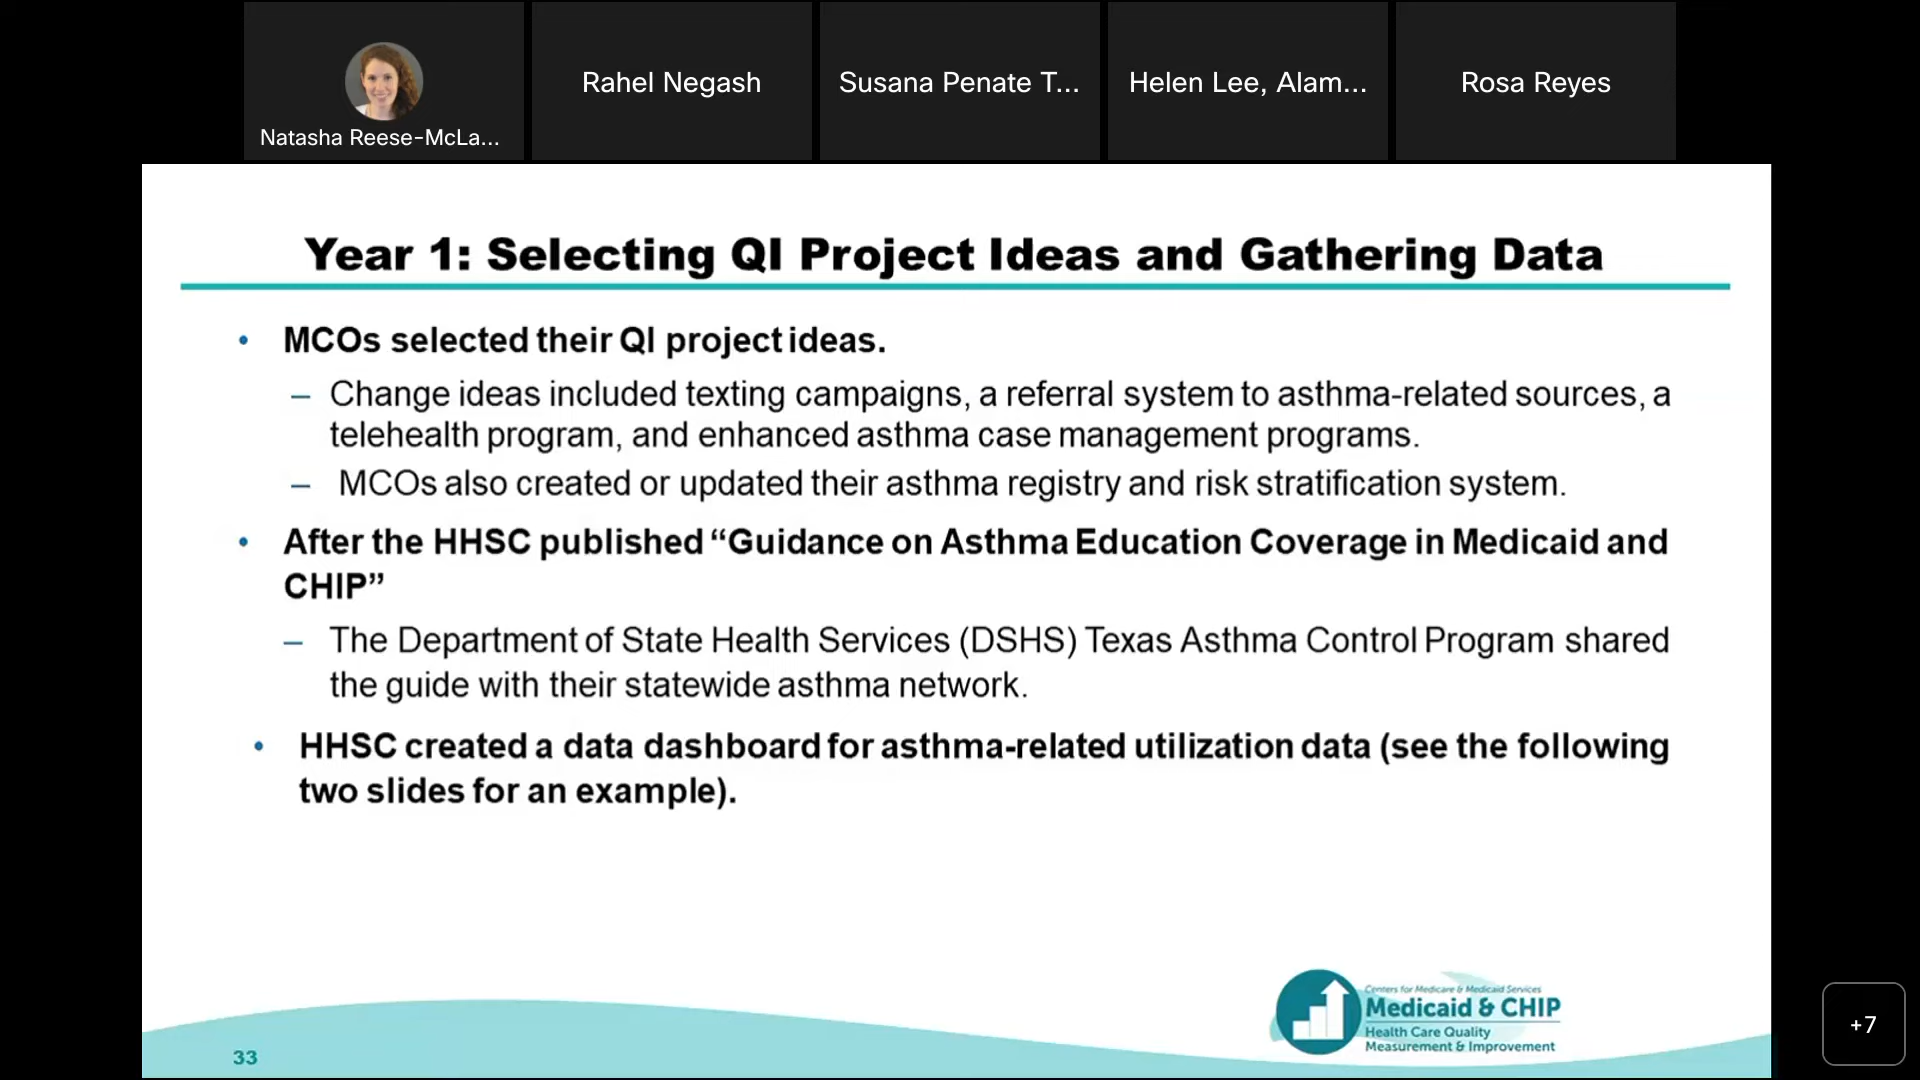 Natasha Reese-McLa...
Rahel Negash
Susana Penate T...
Helen Lee, Alam...
Rosa Reyes
Year 1: Selecting QI Project Ideas and Gathering Data
• MCOs selected their QI project ideas.
– Change ideas included texting campaigns, a referral system to asthma-related sources, a
telehealth program, and enhanced asthma case management programs.
– MCOs also created or updated their asthma registry and risk stratification system.
• After the HHSC published “Guidance on Asthma Education Coverage in Medicaid and
CHIP”
– The Department of State Health Services (DSHS) Texas Asthma Control Program shared
the guide with their statewide asthma network.
• HHSC created a data dashboard for asthma-related utilization data (see the following
two slides for an example).
Centers for Medicare & Medicaid Services
Medicaid & CHIP
Health Care Quality
Measurement & Improvement
33
+7